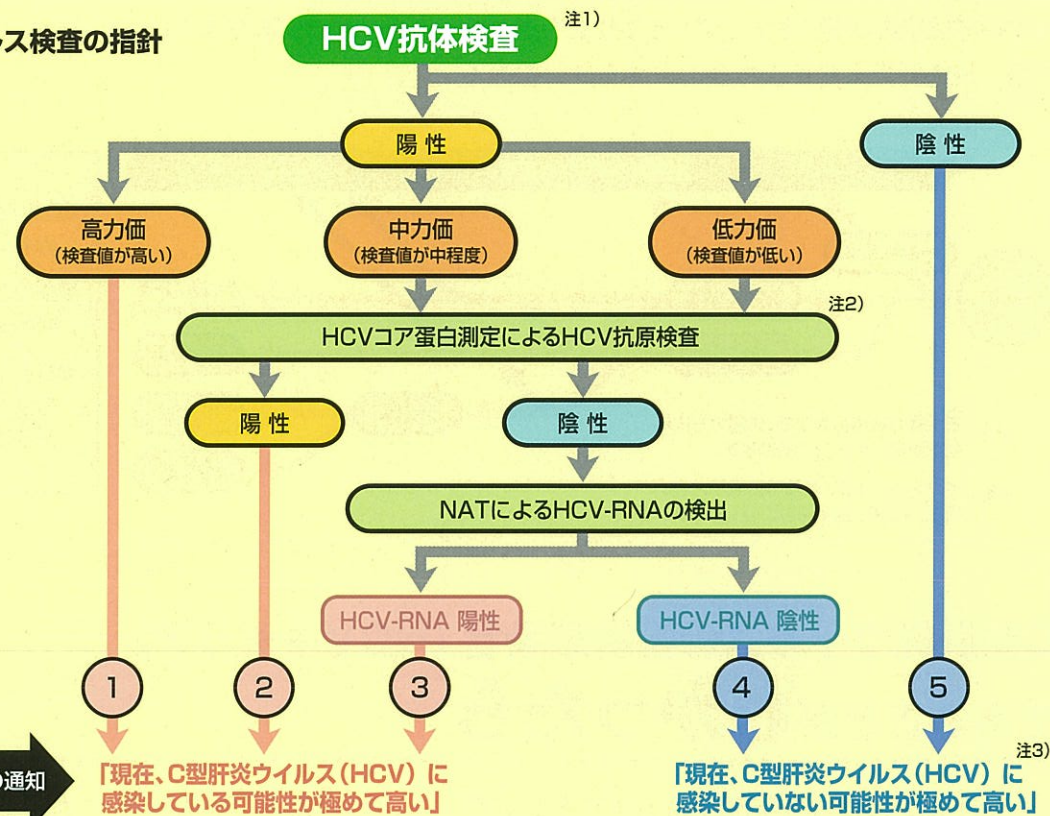 ス検査の指針
HCV抗体検査
注1)
陽 性
陰 性
高力価
(検査値が高い)
中力価
(検査値が中程度)
低力価
(検査値が低い)
注2)
HCVコア蛋白測定によるHCV抗原検査
陽 性
陰 性
NATによるHCV-RNAの検出
HCV-RNA 陽性
HCV-RNA 陰性
1
2
3
4
5
の通知
「現在、C型肝炎ウイルス(HCV)に
感染している可能性が極めて高い」
注3)
「現在、C型肝炎ウイルス(HCV)に
感染していない可能性が極めて高い」